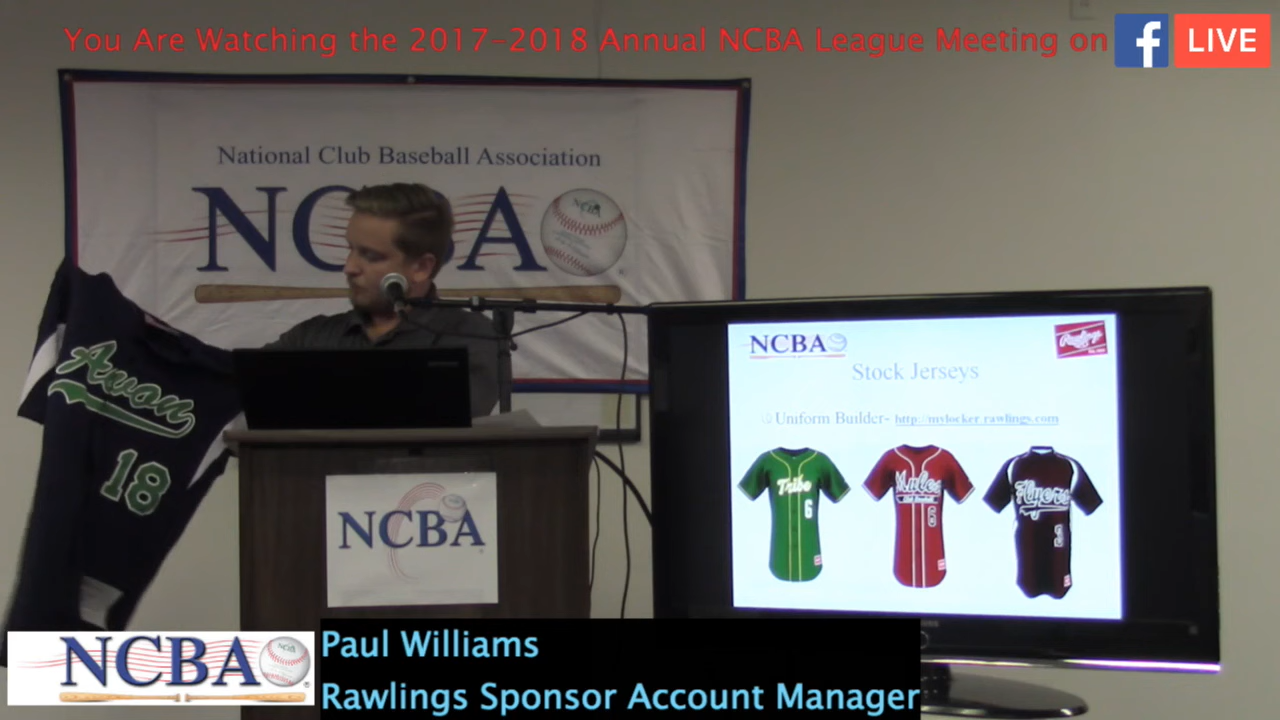 You Are Watching the 2017-2018 Annual NCBA League Meeting on f LIVE
National Club Baseball Association
NCBA
Avon
18
NCBA
NCBA
Rawlings
Stock Jerseys
Uniform Builder- http://mylocker.rawlings.com
Tribe
6
Mules
6
Flyers
3
NCBA
Paul Williams
Rawlings Sponsor Account Manager